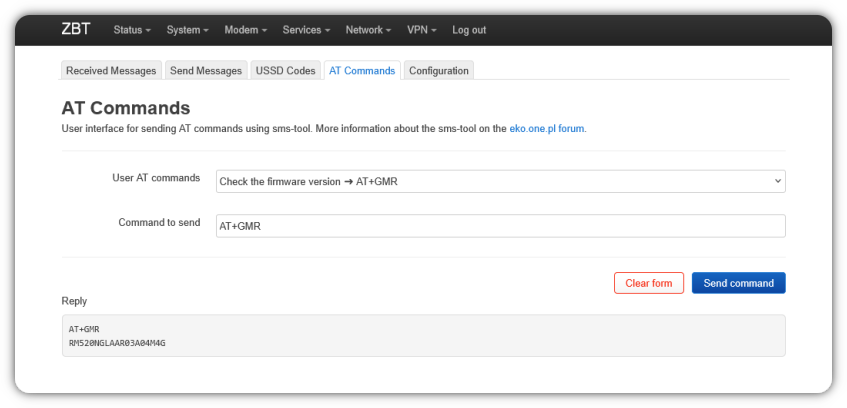 ZBT Status System Modem Services Network VPN Log out
Received Messages Send Messages USSD Codes AT Commands Configuration
AT Commands
User interface for sending AT commands using sms-tool. More information about the sms-tool on the eko.one.pl forum.
User AT commands Check the firmware version ➜ AT+GMR
Command to send AT+GMR
Clear form Send command
Reply
AT+GMR
RM520NGLAAR03A04M4G